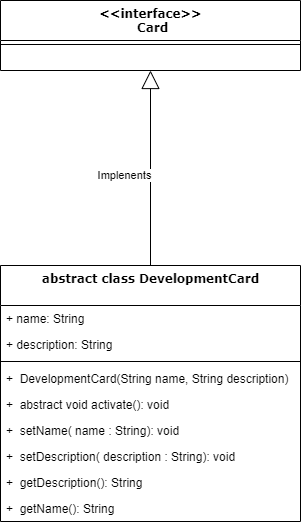 <<interface>>
Card
Implenents
abstract class DevelopmentCard
+ name: String
+ description: String
+ DevelopmentCard(String name, String description)
+ abstract void activate(): void
+ setName( name : String): void
+ setDescription( description : String): void
+ getDescription(): String
+ getName(): String